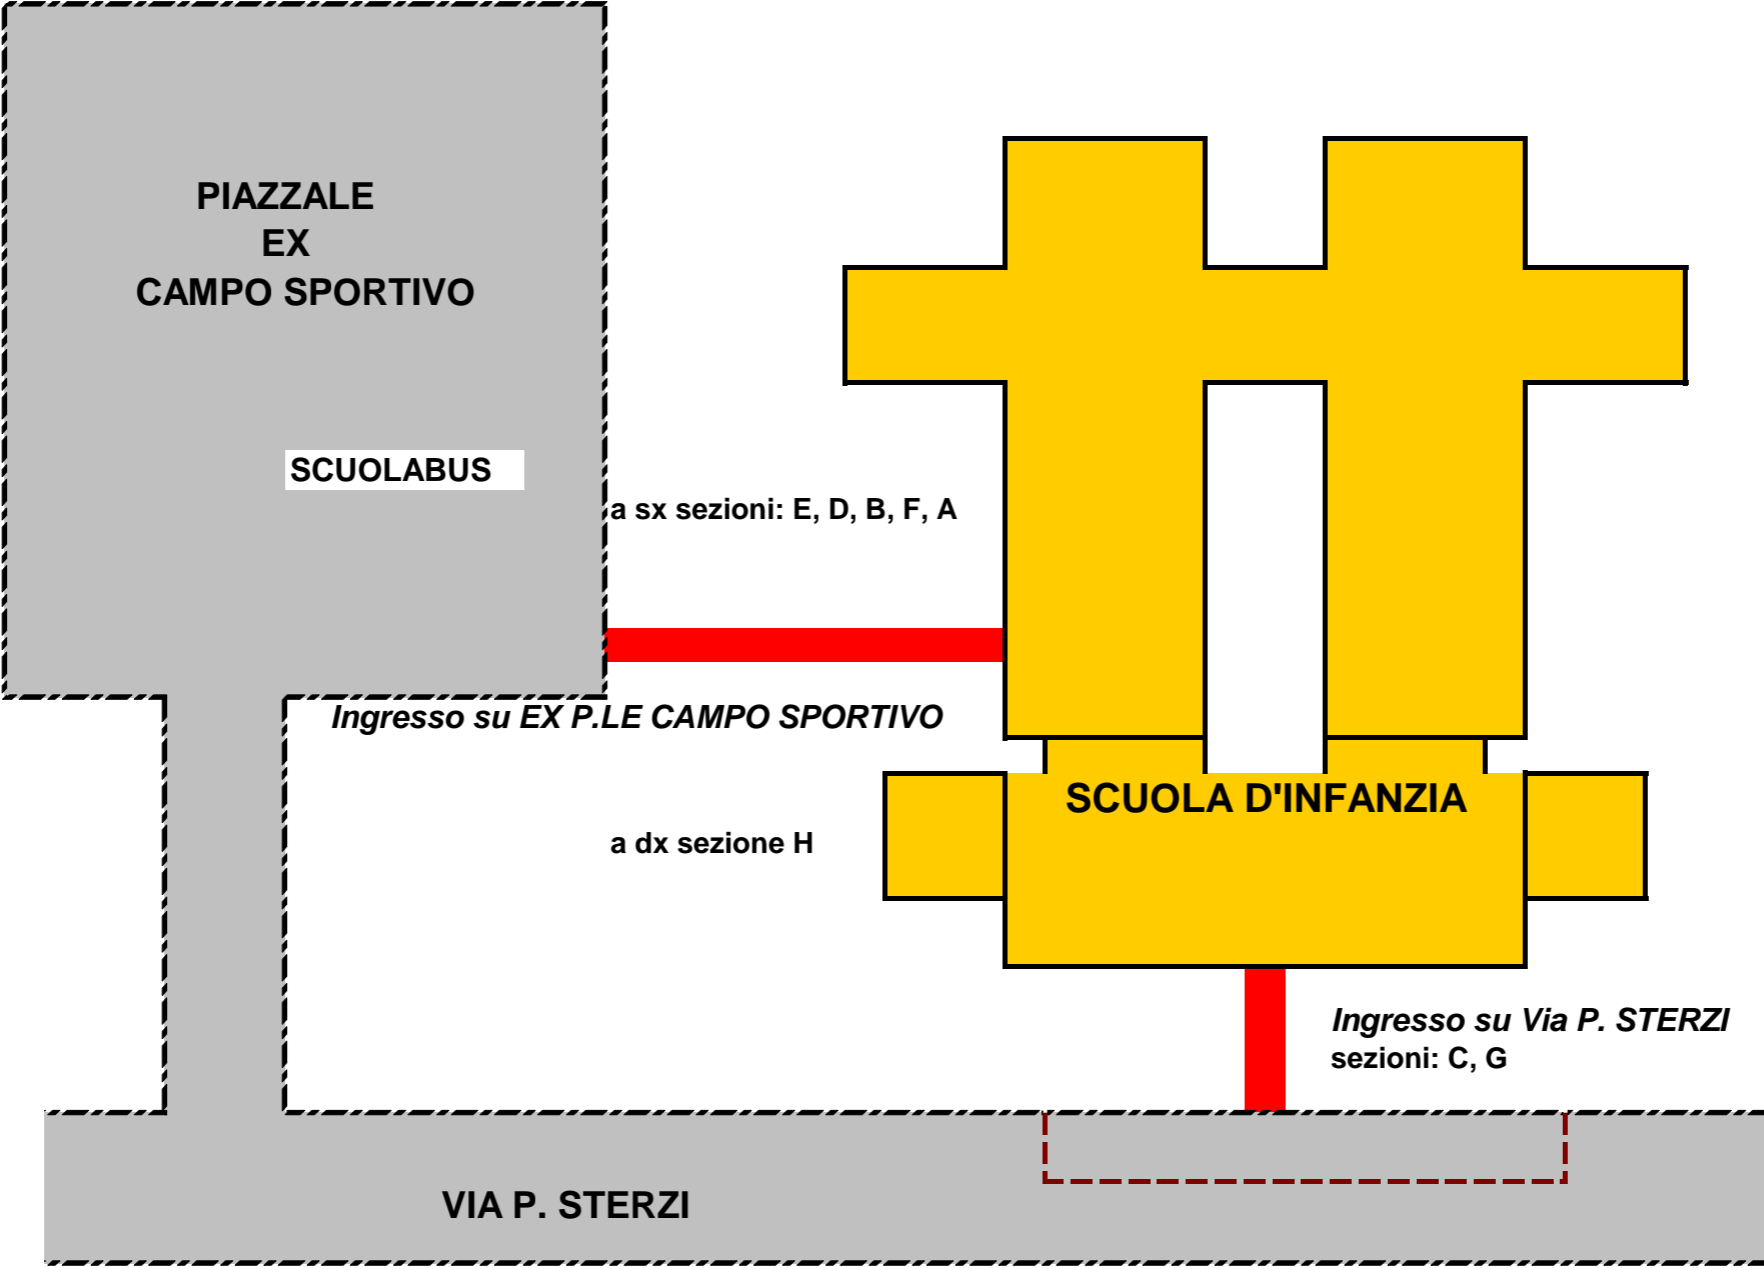 PIAZZALE
EX
CAMPO SPORTIVO
SCUOLABUS
a sx sezioni: E, D, B, F, A
Ingresso su EX P.LE CAMPO SPORTIVO
SCUOLA D'INFANZIA
a dx sezione H
Ingresso su Via P. STERZI
sezioni: C, G
VIA P. STERZI